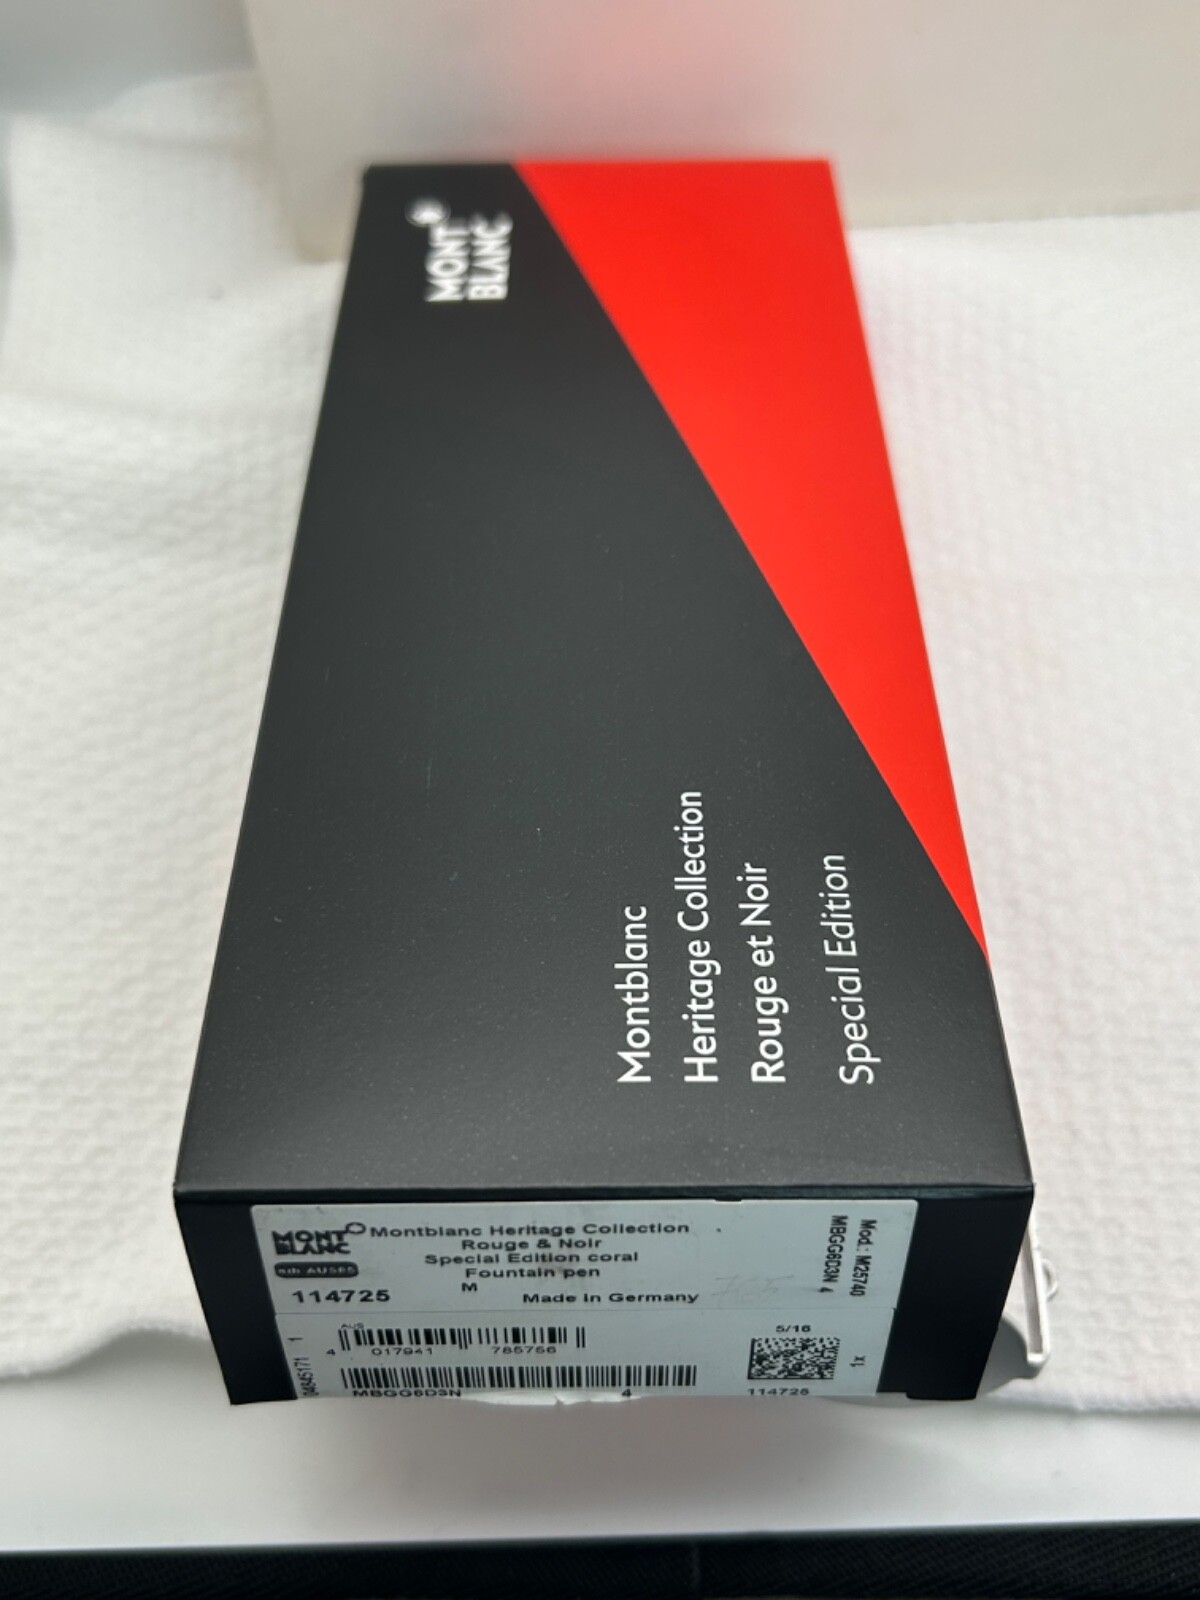 MONT
BLANC
Montblanc
Heritage Collection
Rouge et Noir
Special Edition
MONT
BLANC
Montblanc Heritage Collection
Rouge & Noir
Special Edition coral
Fountain pen
M
114725
Made in Germany
Mod.: M25740
MBGG6D3N 4
AUS
4 017941 785756
MBGG6D3N 4
5/16
1x
114725